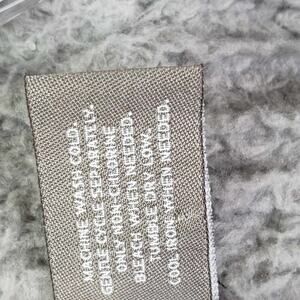 MACHINE WASH COLD.
GENTLE CYCLE SEPARATELY.
ONLY NON-CHLORINE
BLEACH WHEN NEEDED.
TUMBLE DRY LOW.
COOL IRON WHEN NEEDED.